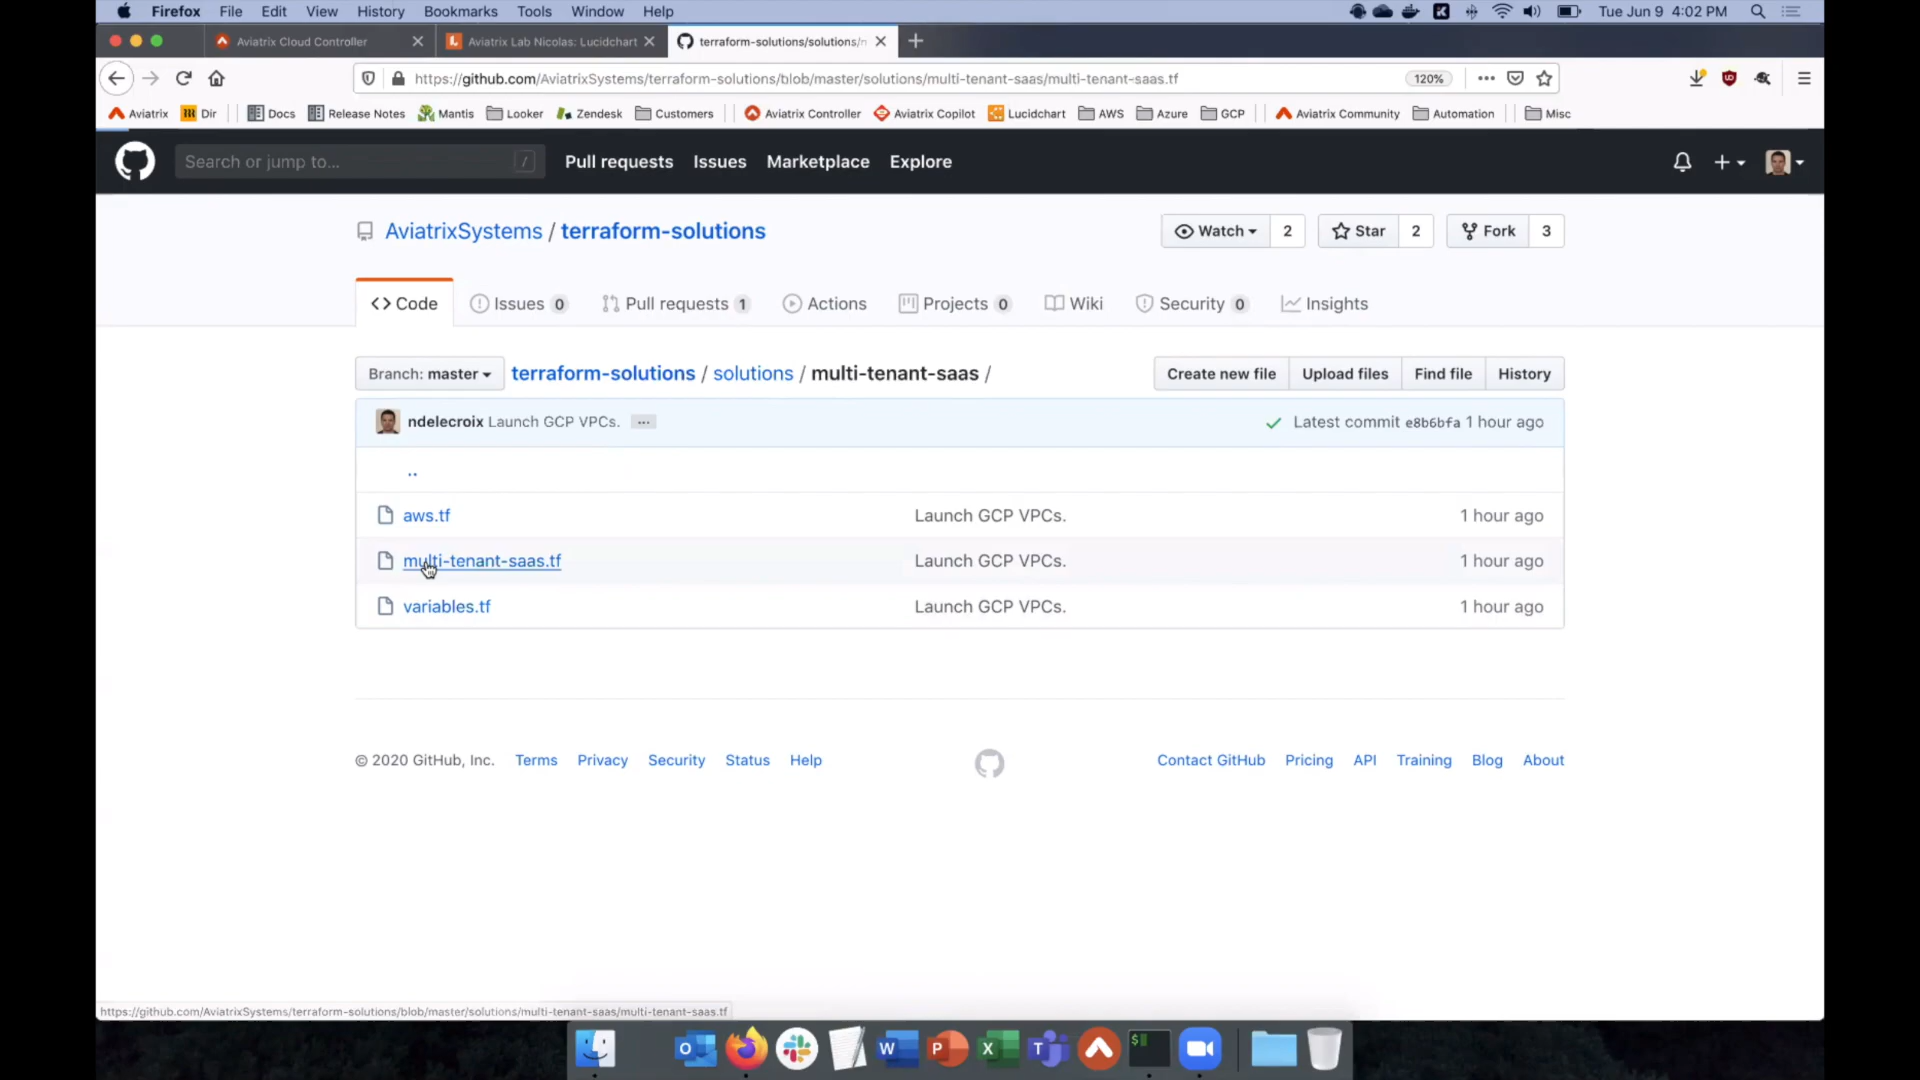 Firefox File Edit View History Bookmarks Tools Window Help Tue Jun 9 4:02 PM
Aviatrix Cloud Controller Aviatrix Lab Nicolas: Lucidchart terraform-solutions/solutions/
https://github.com/AviatrixSystems/terraform-solutions/blob/master/solutions/multi-tenant-saas/multi-tenant-saas.tf 120%
Aviatrix Dir Docs Release Notes Mantis Looker Zendesk Customers Aviatrix Controller Aviatrix Copilot Lucidchart AWS Azure GCP Aviatrix Community Automation Misc
Search or jump to... / Pull requests Issues Marketplace Explore
AviatrixSystems / terraform-solutions Watch 2 Star 2 Fork 3
Code Issues 0 Pull requests 1 Actions Projects 0 Wiki Security 0 Insights
Branch: master terraform-solutions / solutions / multi-tenant-saas / Create new file Upload files Find file History
ndelecroix Launch GCP VPCs. ... Latest commit e8b6bfa 1 hour ago
..
aws.tf Launch GCP VPCs. 1 hour ago
multi-tenant-saas.tf Launch GCP VPCs. 1 hour ago
variables.tf Launch GCP VPCs. 1 hour ago
© 2020 GitHub, Inc. Terms Privacy Security Status Help Contact GitHub Pricing API Training Blog About
https://github.com/AviatrixSystems/terraform-solutions/blob/master/solutions/multi-tenant-saas/multi-tenant-saas.tf